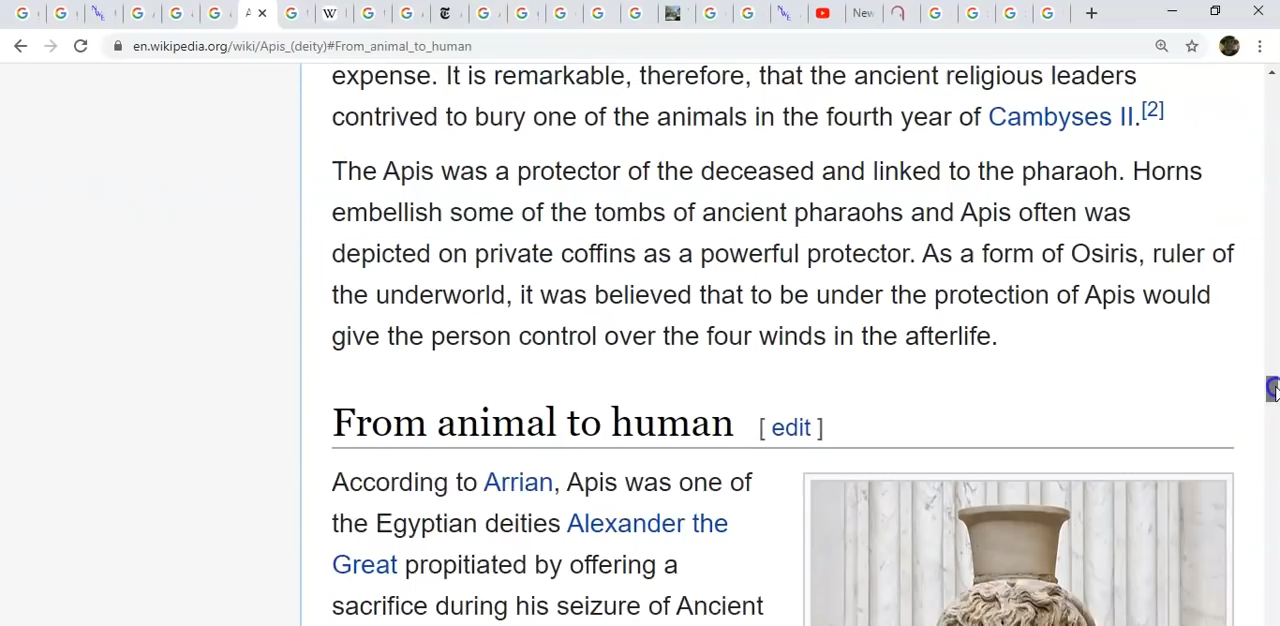 New
en.wikipedia.org/wiki/Apis_(deity)#From_animal_to_human
expense. It is remarkable, therefore, that the ancient religious leaders
contrived to bury one of the animals in the fourth year of Cambyses II.[2]
The Apis was a protector of the deceased and linked to the pharaoh. Horns
embellish some of the tombs of ancient pharaohs and Apis often was
depicted on private coffins as a powerful protector. As a form of Osiris, ruler of
the underworld, it was believed that to be under the protection of Apis would
give the person control over the four winds in the afterlife.
From animal to human [ edit ]
According to Arrian, Apis was one of
the Egyptian deities Alexander the
Great propitiated by offering a
sacrifice during his seizure of Ancient